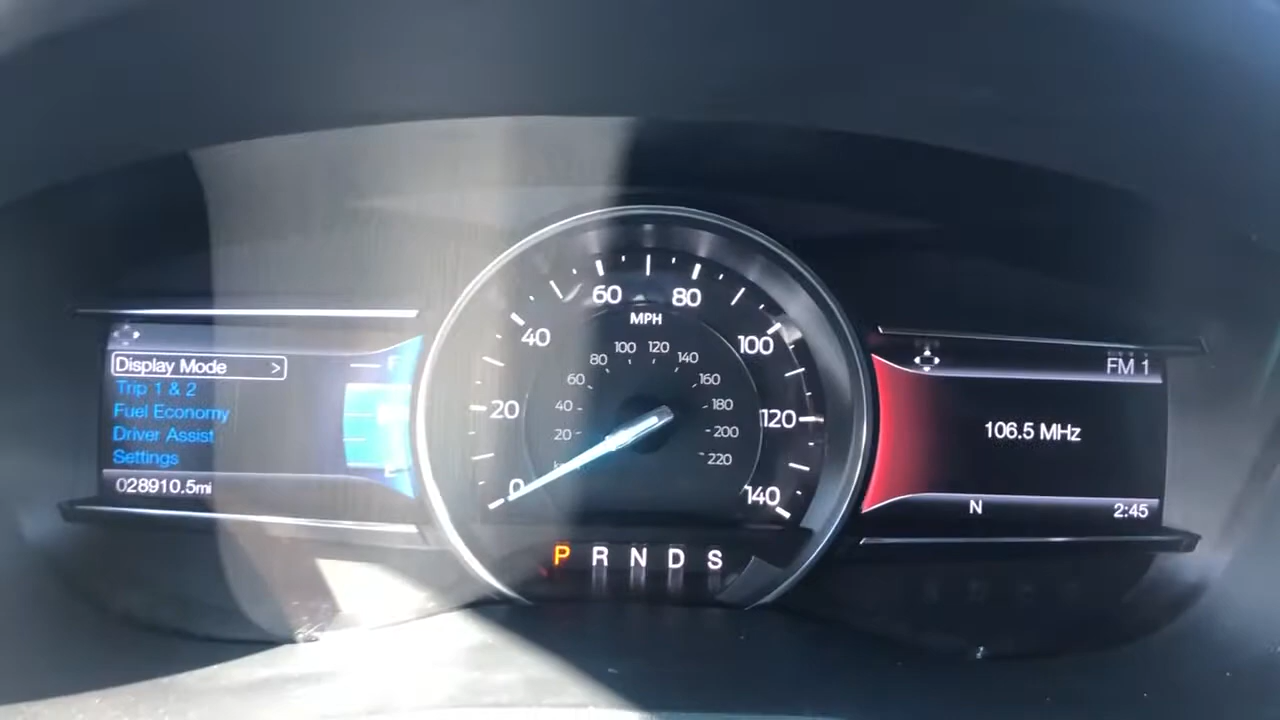 Display Mode >
Trip 1 & 2
Fuel Economy
Driver Assist
Settings
028910.5mi
F
0
20
40
60
80
100
120
140
MPH
20
40
60
80
100
120
140
160
180
200
220
P R N D S
FM 1
106.5 MHz
N
2:45